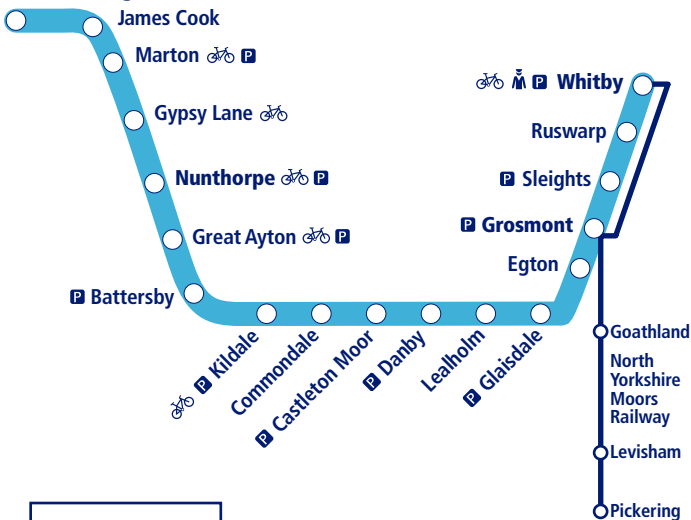 James Cook
Marton P
Gypsy Lane
Nunthorpe P
Great Ayton P
P Battersby
P Kildale
Commondale
P Castleton Moor
P Danby
Lealholm
P Glaisdale
P Whitby
Ruswarp
P Sleights
P Grosmont
Egton
Goathland
North
Yorkshire
Moors
Railway
Levisham
Pickering